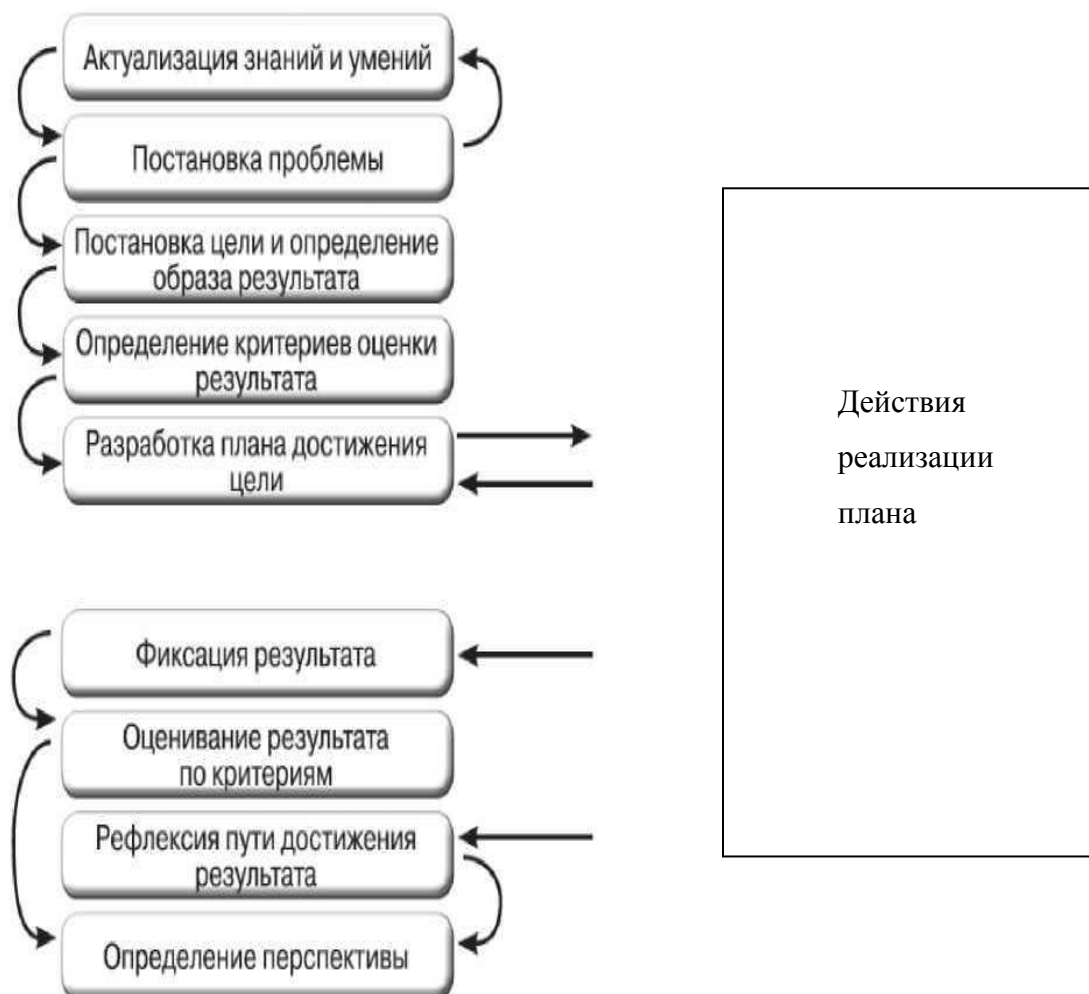 Актуализация знаний и умений
Постановка проблемы
Постановка цели и определение
образа результата
Определение критериев оценки
результата
Разработка плана достижения
цели
Действия
реализации
плана
Фиксация результата
Оценивание результата
по критериям
Рефлексия пути достижения
результата
Определение перспективы